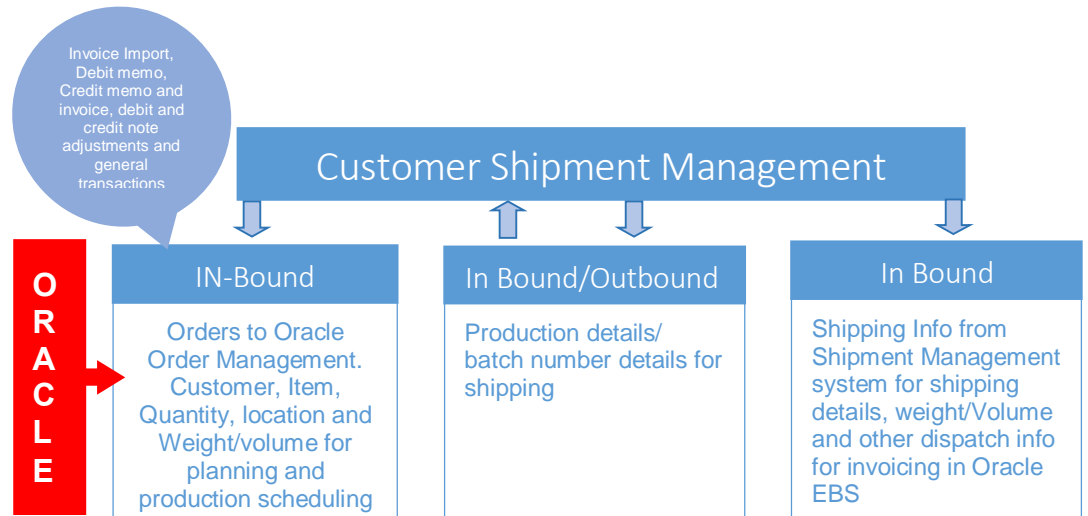 Invoice Import,
Debit memo,
Credit memo and
invoice, debit and
credit note
adjustments and
general
transactions
Customer Shipment Management
O
R
A
C
L
E
IN-Bound
Orders to Oracle
Order Management.
Customer, Item,
Quantity, location and
Weight/volume for
planning and
production scheduling
In Bound/Outbound
Production details/
batch number details for
shipping
In Bound
Shipping Info from
Shipment Management
system for shipping
details, weight/Volume
and other dispatch info
for invoicing in Oracle
EBS